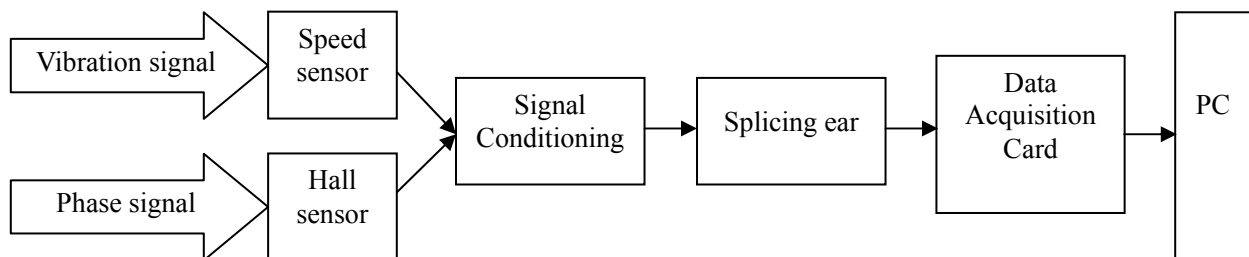 Vibration signal
Speed
sensor
Phase signal
Hall
sensor
Signal
Conditioning
Splicing ear
Data
Acquisition
Card
PC